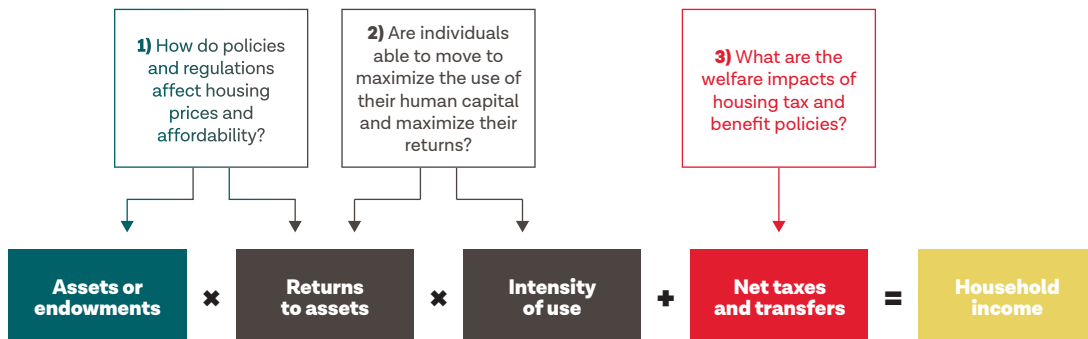 1) How do policies
and regulations
affect housing
prices and
affordability?
2) Are individuals
able to move to
maximize the use of
their human capital
and maximize their
returns?
3) What are the
welfare impacts of
housing tax and
benefit policies?
Assets or
endowments
×
Returns
to assets
×
Intensity
of use
+
Net taxes
and transfers
=
Household
income